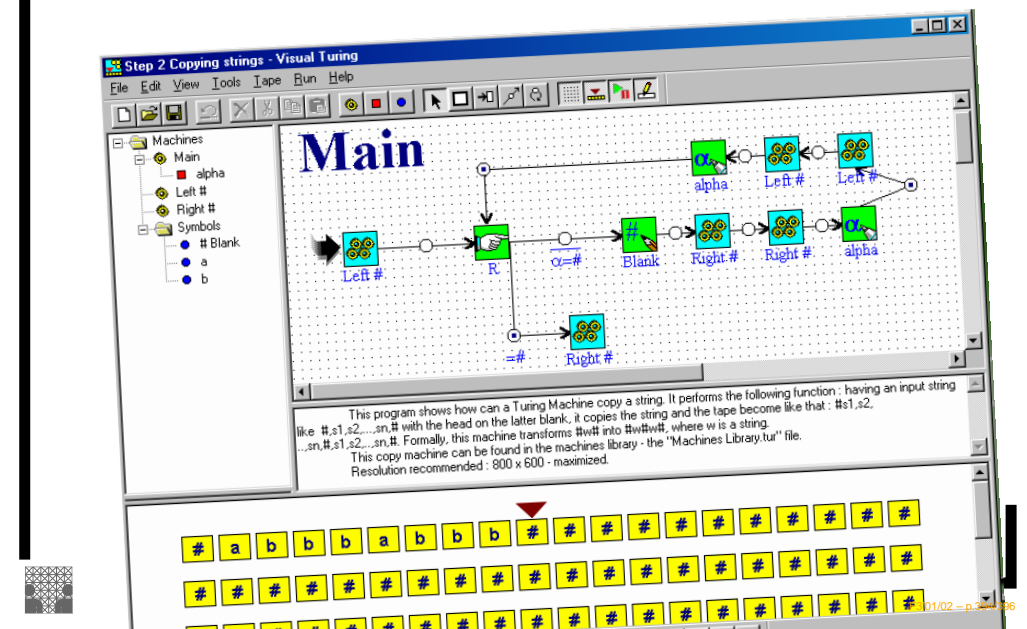 Step 2 Copying strings - Visual Turing
File Edit View Tools Tape Run Help
Machines
Main
alpha
Left #
Right #
Symbols
# Blank
a
b
Main
α alpha
Left #
Left #
Left #
R
α=#
# Blank
Right #
Right #
α alpha
=#
Right #
This program shows how can a Turing Machine copy a string. It performs the following function : having an input string
like #,s1,s2,...,sn,# with the head on the latter blank, it copies the string and the tape become like that : #s1,s2,
...,sn,#,s1,s2,...,sn,#. Formally, this machine transforms #w# into #w#w#, where w is a string.
This copy machine can be found in the machines library - the "Machines Library.tur" file.
Resolution recommended : 800 x 600 - maximized.
# a b b b a b b b # # # # # # # # # # #
# # # # # # # # # # # # # # # # # # # #
# # # # # # # # # # # # # # # # # # # #